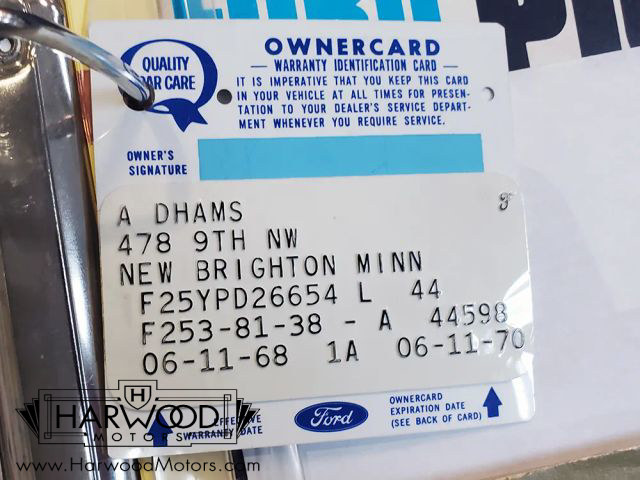 QUALITY
CAR CARE
OWNERCARD
— WARRANTY IDENTIFICATION CARD —
IT IS IMPERATIVE THAT YOU KEEP THIS CARD
IN YOUR VEHICLE AT ALL TIMES FOR PRESEN-
TATION TO YOUR DEALER'S SERVICE DEPART-
MENT WHENEVER YOU REQUIRE SERVICE.
OWNER'S
SIGNATURE
A DHAMS
478 9TH NW
NEW BRIGHTON MINN
F25YPD26654 L 44
F253-81-38 - A 44598
06-11-68 1A 06-11-70
EFFECTIVE
WARRANTY DATE
Ford
OWNERCARD
EXPIRATION DATE
(SEE BACK OF CARD)
H
HARWOOD
MOTORS
www.HarwoodMotors.com